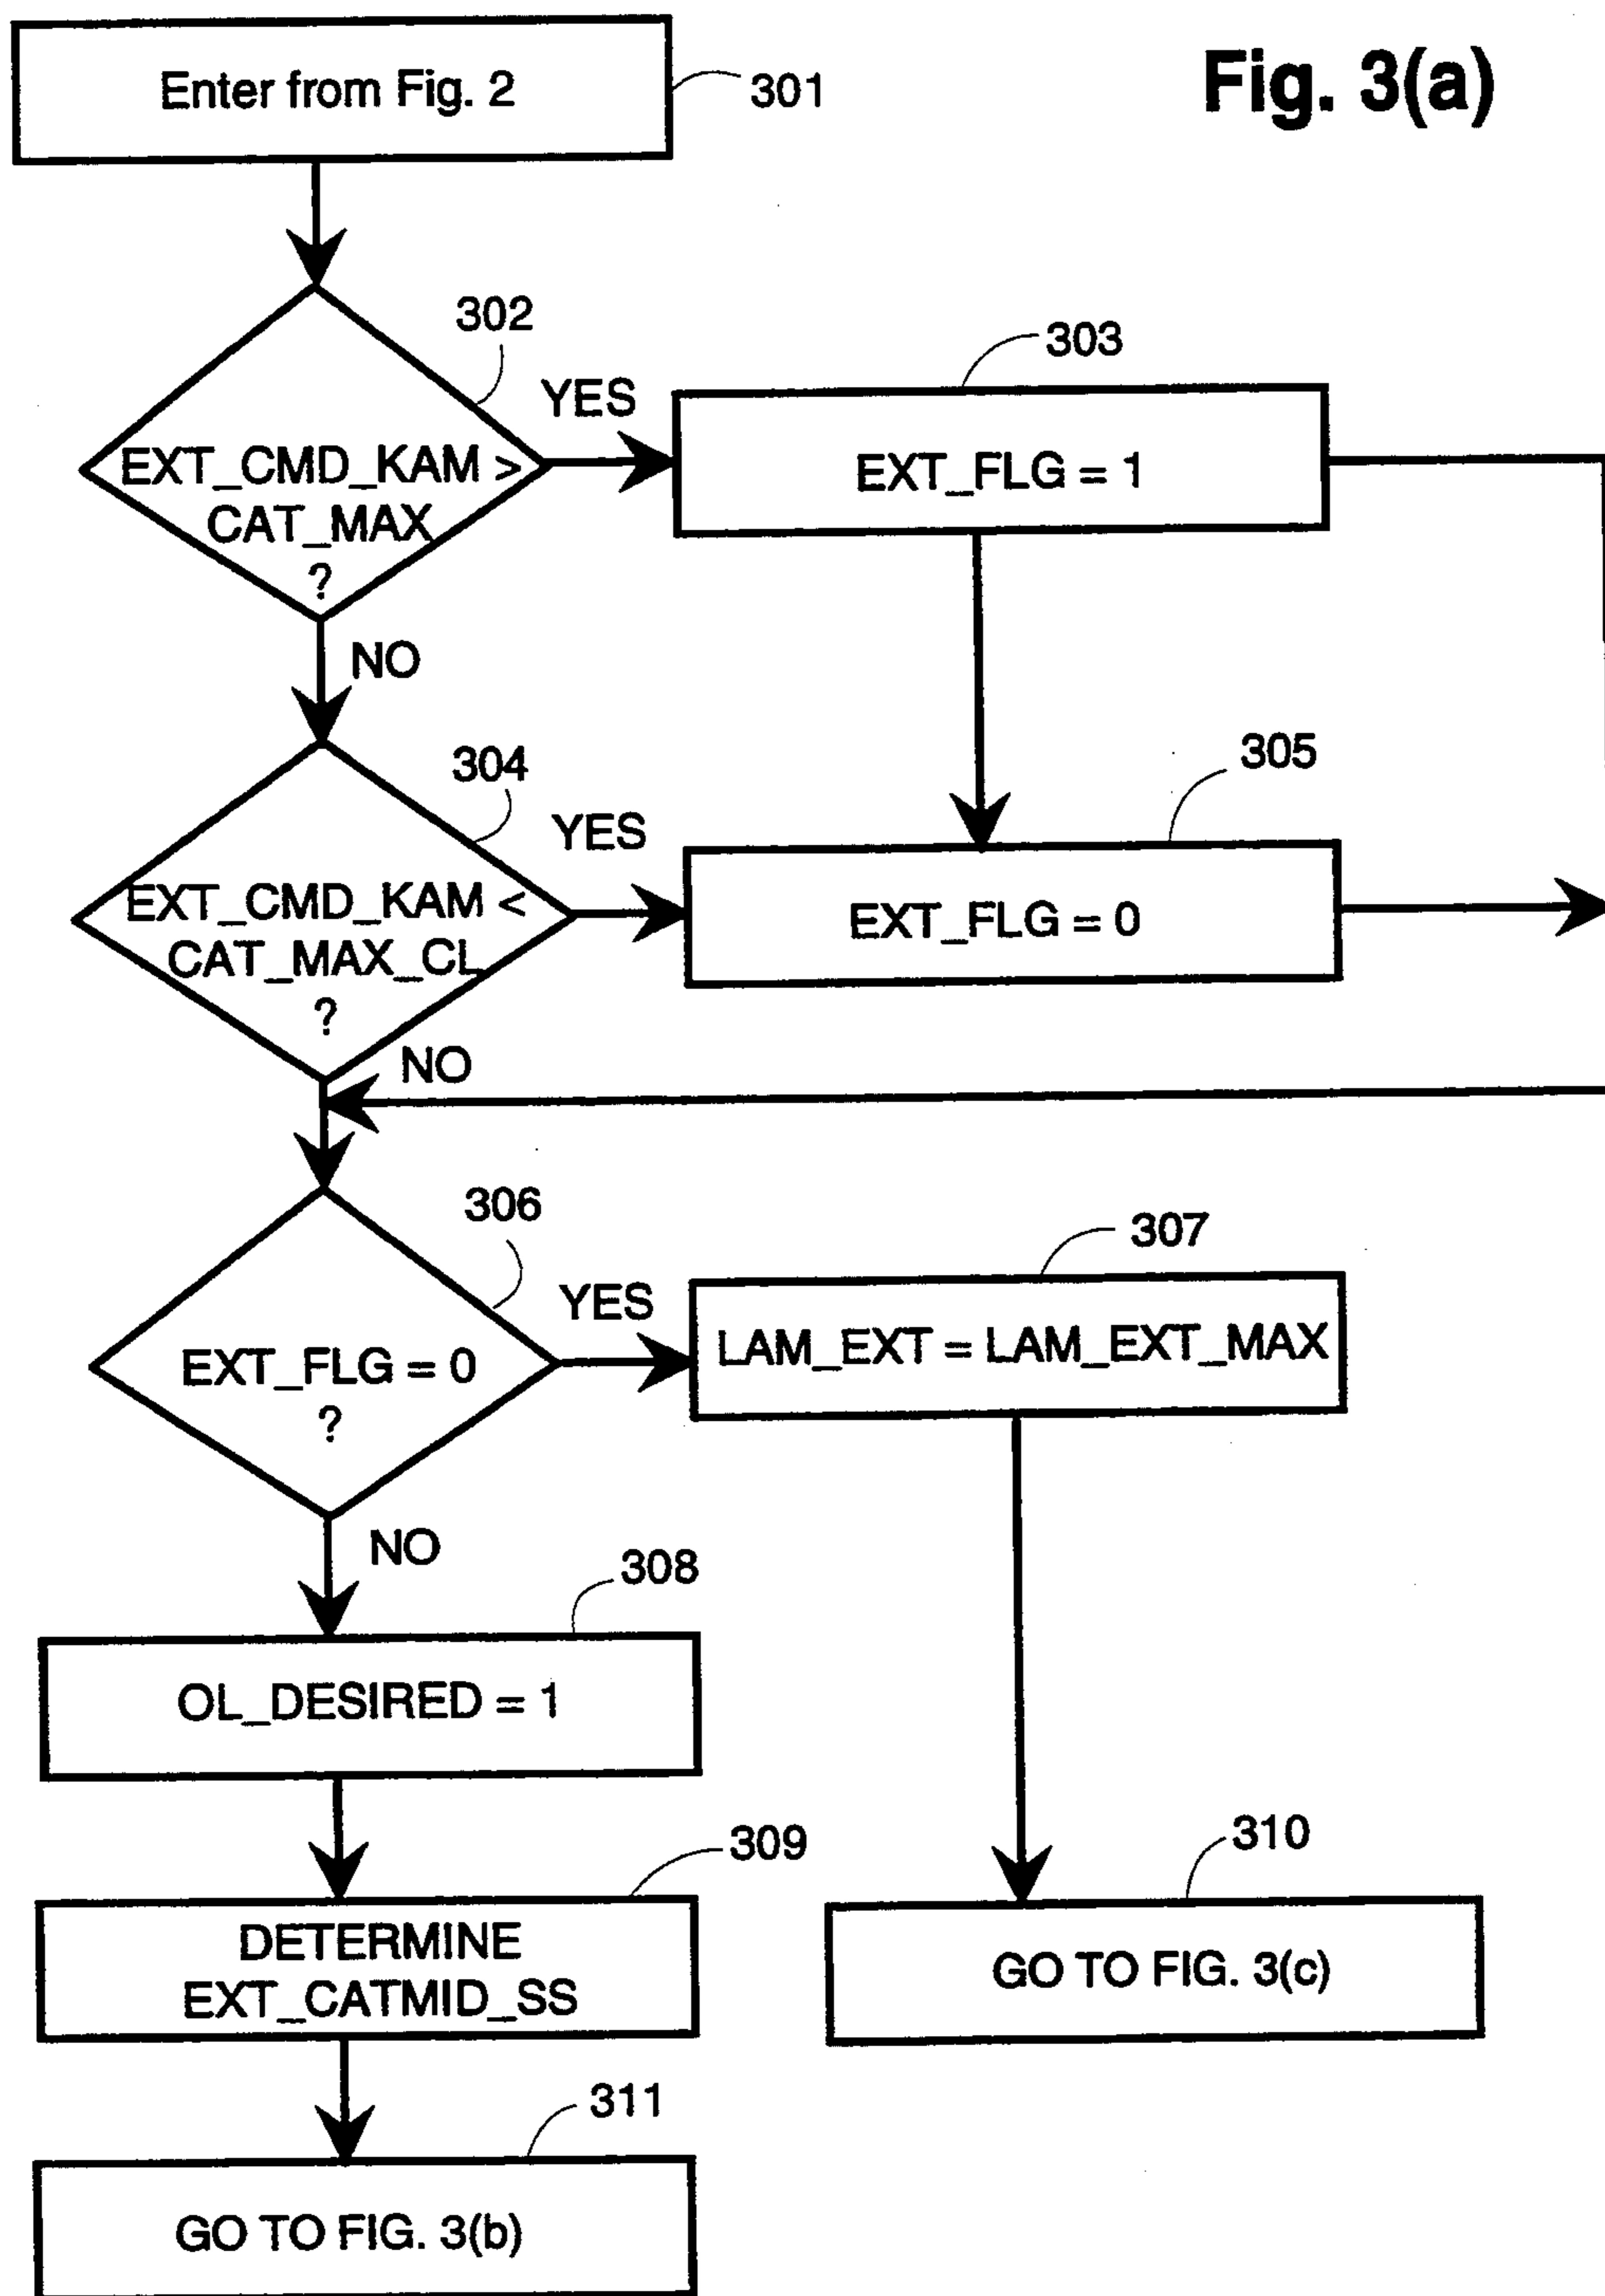 Fig. 3(a)
Enter from Fig. 2
301
302
EXT_CMD_KAM >
CAT_MAX
?
YES
303
EXT_FLG = 1
NO
304
EXT_CMD_KAM <
CAT_MAX_CL
?
YES
305
EXT_FLG = 0
NO
306
EXT_FLG = 0
?
YES
307
LAM_EXT = LAM_EXT_MAX
NO
308
OL_DESIRED = 1
309
DETERMINE
EXT_CATMID_SS
310
GO TO FIG. 3(c)
311
GO TO FIG. 3(b)